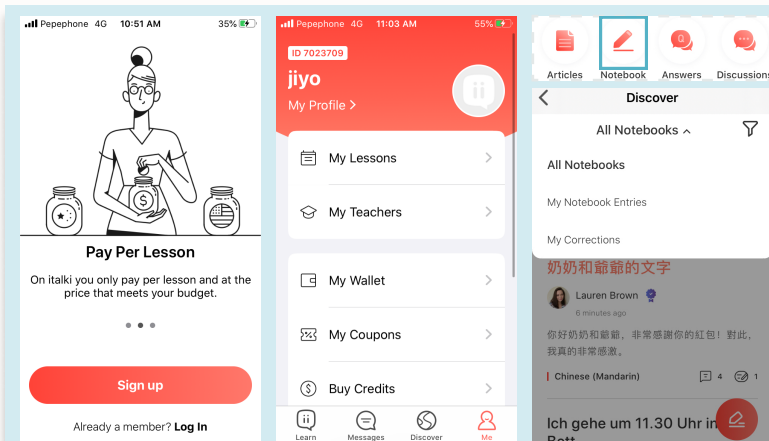 Pepephone 4G 10:51 AM 35%
$
Pay Per Lesson
On italki you only pay per lesson and at the
price that meets your budget.
Sign up
Already a member? Log In
Pepephone 4G 11:03 AM 55%
ID 7023709
jiyo
My Profile >
My Lessons
My Teachers
My Wallet
My Coupons
Buy Credits
Learn Messages Discover Me
Articles Notebook Answers Discussions
Discover
All Notebooks
All Notebooks
My Notebook Entries
My Corrections
奶奶和爺爺的文字
Lauren Brown
6 minutes ago
你好奶奶和爺爺，非常感謝你的紅包！對此，
我真的非常感激。
Chinese (Mandarin) 4 1
Ich gehe um 11.30 Uhr in
Bett